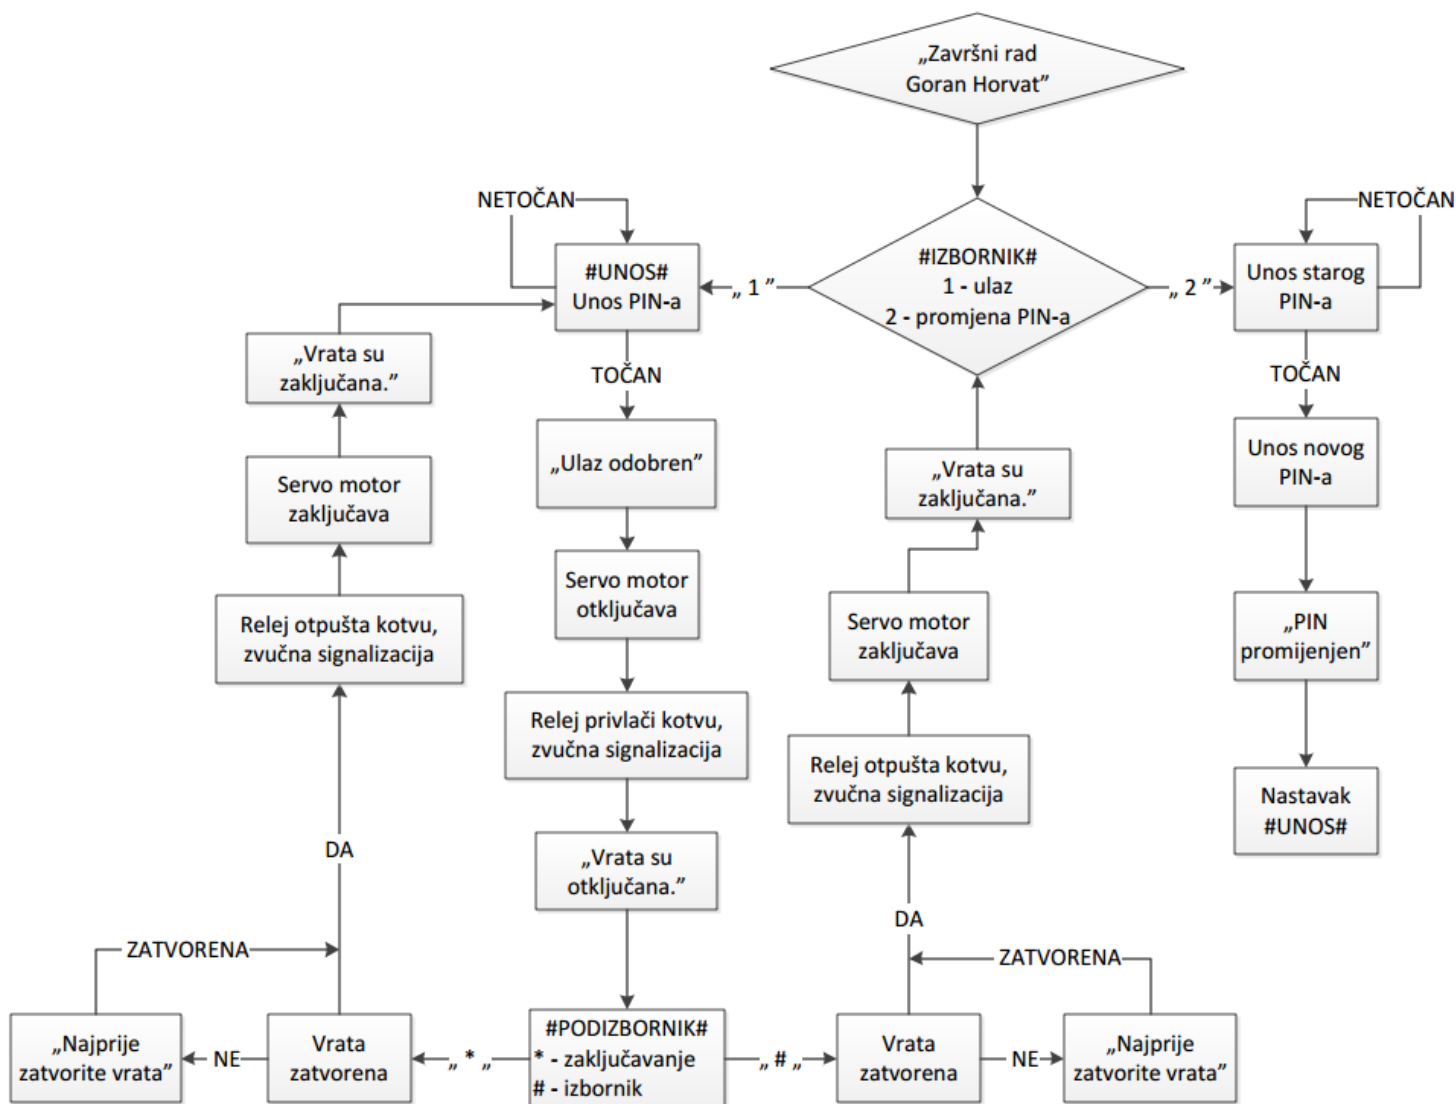 „Završni rad
Goran Horvat”
NETOČAN
NETOČAN
#UNOS#
Unos PIN-a
„ 1 ”
#IZBORNIK#
1 - ulaz
2 - promjena PIN-a
„ 2 ”
Unos starog
PIN-a
„Vrata su
zaključana.”
TOČAN
TOČAN
„Ulaz odobren”
„Vrata su
zaključana.”
Unos novog
PIN-a
Servo motor
zaključava
Servo motor
otključava
Servo motor
zaključava
„PIN
promijenjen”
Relej otpušta kotvu,
zvučna signalizacija
Relej privlači kotvu,
zvučna signalizacija
Relej otpušta kotvu,
zvučna signalizacija
Nastavak
#UNOS#
DA
„Vrata su
otključana.”
DA
ZATVORENA
ZATVORENA
„Najprije
zatvorite vrata”
NE
Vrata
zatvorena
„ * „
#PODIZBORNIK#
* - zaključavanje
# - izbornik
„ # „
Vrata
zatvorena
NE
„Najprije
zatvorite vrata”